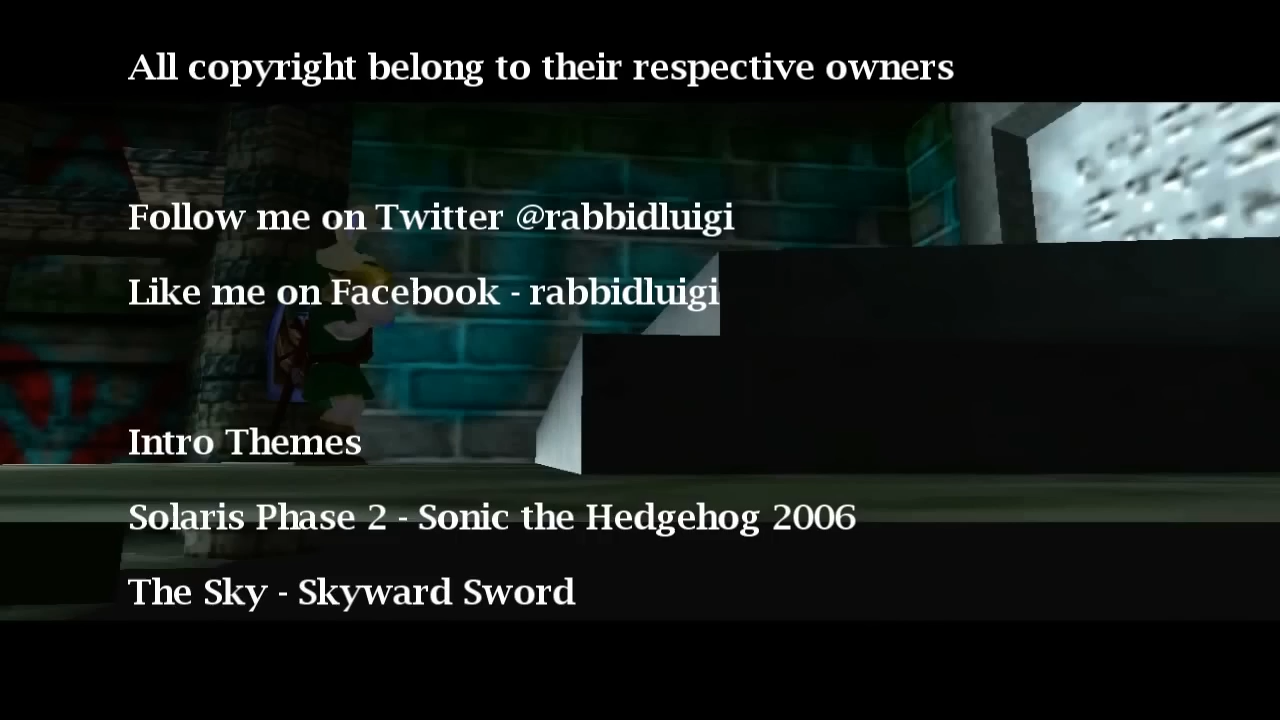 All copyright belong to their respective owners
Follow me on Twitter @rabbidluigi
Like me on Facebook - rabbidluigi
Intro Themes
Solaris Phase 2 - Sonic the Hedgehog 2006
The Sky - Skyward Sword